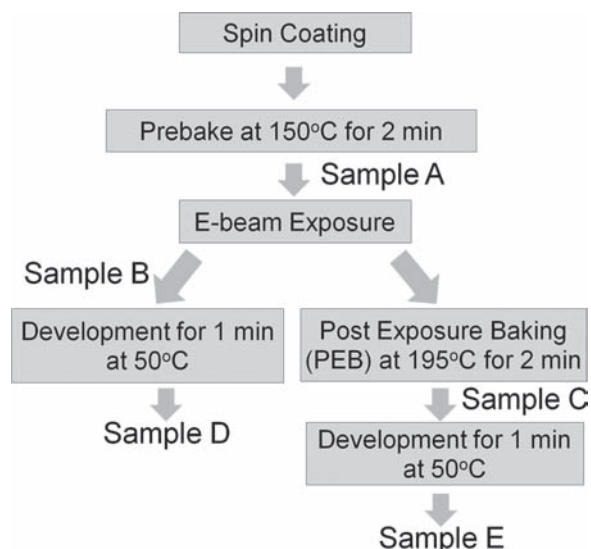 Spin Coating
Prebake at 150°C for 2 min
Sample A
E-beam Exposure
Sample B
Development for 1 min
at 50°C
Sample D
Post Exposure Baking
(PEB) at 195°C for 2 min
Sample C
Development for 1 min
at 50°C
Sample E